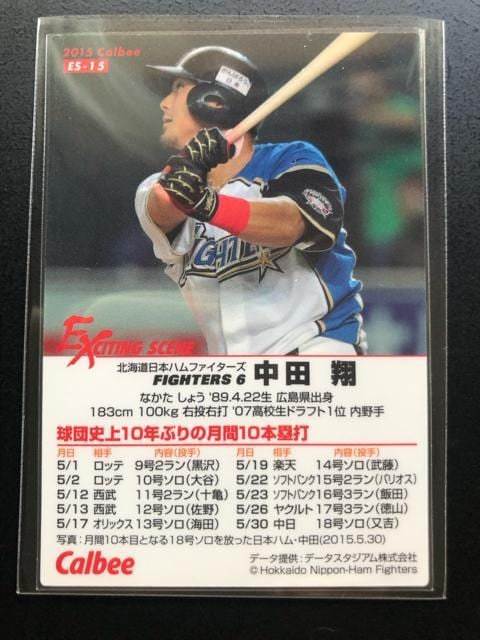 2015 Calbee
ES-15
がんばろう
日本
FIGHTERS
EXCITING SCENE
北海道日本ハムファイターズ
FIGHTERS 6 中田 翔
なかた しょう '89.4.22生 広島県出身
183cm 100kg 右投右打 '07高校生ドラフト1位 内野手
球団史上10年ぶりの月間10本塁打
月日 相手 内容(投手) 月日 相手 内容(投手)
5/1 ロッテ 9号2ラン(黒沢) 5/19 楽天 14号ソロ(武藤)
5/2 ロッテ 10号ソロ(大谷) 5/22 ソフトバンク 15号2ラン(バリオス)
5/12 西武 11号2ラン(十亀) 5/23 ソフトバンク 16号3ラン(飯田)
5/13 西武 12号ソロ(佐野) 5/26 ヤクルト 17号3ラン(徳山)
5/17 オリックス 13号ソロ(海田) 5/30 中日 18号ソロ(又吉)
写真:月間10本目となる18号ソロを放った日本ハム・中田(2015.5.30)
Calbee
データ提供:データスタジアム株式会社
© Hokkaido Nippon-Ham Fighters